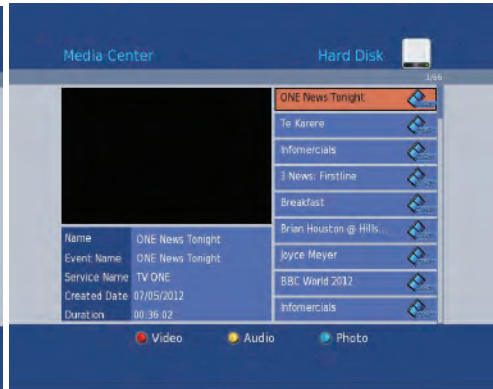 Media Center
Hard Disk
1/66
ONE News Tonight
Te Karere
Infomercials
3 News: Firstline
Breakfast
Brian Houston @ Hills...
Joyce Meyer
BBC World 2012
Infomercials
Name ONE News Tonight
Event Name ONE News Tonight
Service Name TV ONE
Created Date 07/05/2012
Duration 00:36:02
Video Audio Photo